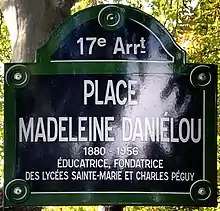 17e Arrt
PLACE
MADELEINE DANIÉLOU
1880 - 1956
ÉDUCATRICE, FONDATRICE
DES LYCÉES SAINTE-MARIE ET CHARLES PÉGUY